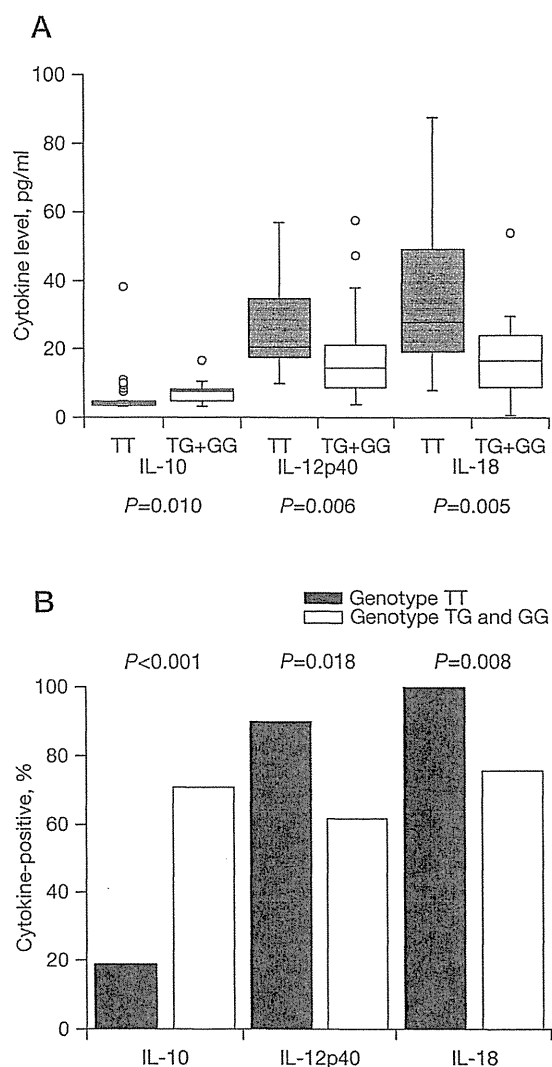 A
Cytokine level, pg/ml
100
80
60
40
20
0
TT TG+GG TT TG+GG TT TG+GG
IL-10 IL-12p40 IL-18
P=0.010 P=0.006 P=0.005
B
Genotype TT
Genotype TG and GG
P<0.001 P=0.018 P=0.008
Cytokine-positive, %
100
80
60
40
20
0
IL-10 IL-12p40 IL-18